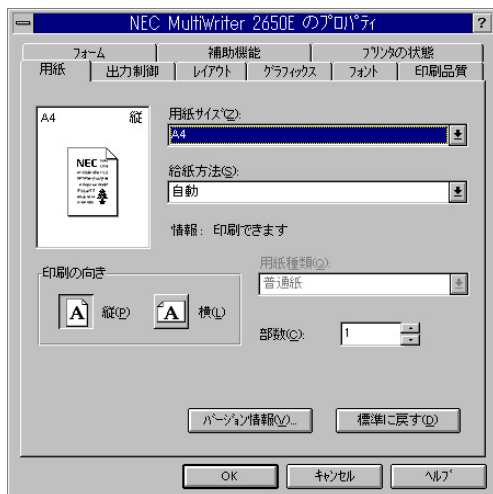 NEC MultiWriter 2650E のﾌﾟﾛﾊﾟﾃｨ
?
フォーム 補助機能 プリンタの状態
用紙 出力制御 レイアウト グラフィックス フォント 印刷品質
A4 縦
NEC
用紙サイズ(Z):
A4
給紙方法(S):
自動
情報: 印刷できます
印刷の向き
A 縦(P) A 横(L)
用紙種類(O):
普通紙
部数(C): 1
バージョン情報(V)... 標準に戻す(D)
OK キャンセル ヘルプ